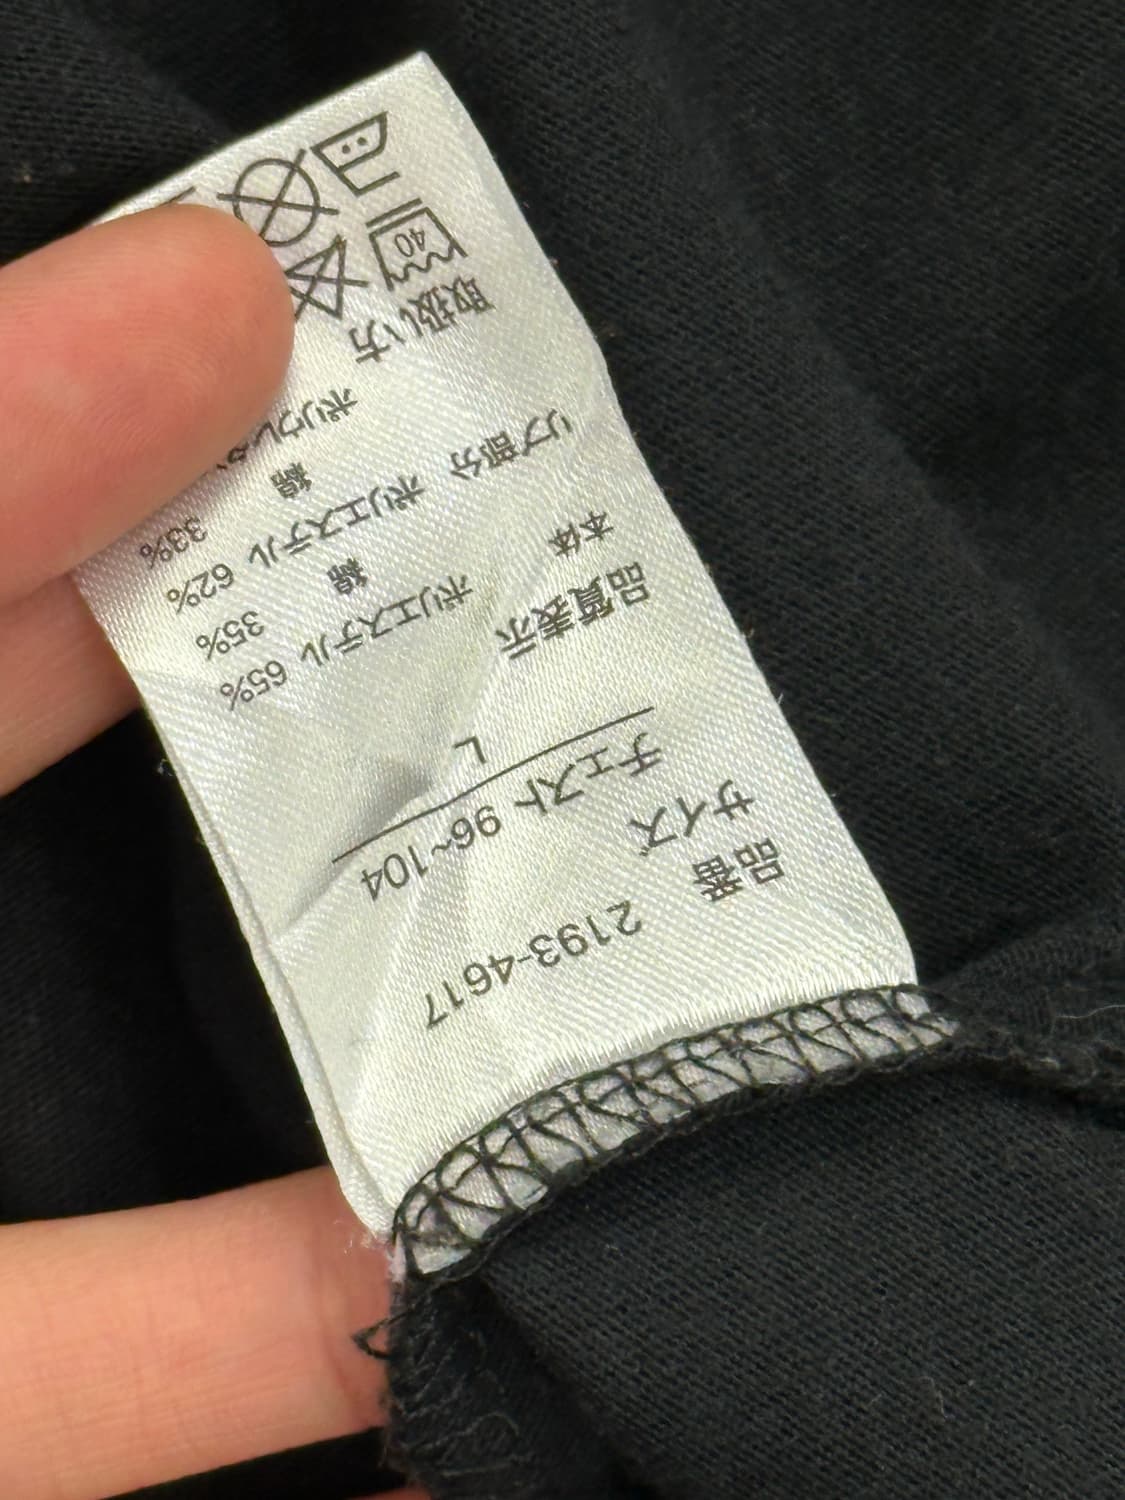 品番 2193-4617
サイズ
チェスト 96~104
L
品質表示
本体 ポリエステル 65%
綿 35%
リブ部分 ポリエステル 62%
綿 33%
取扱い方
40